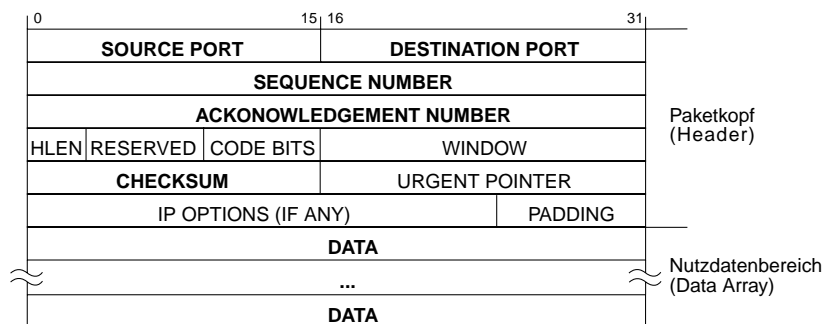 0 15 16 31
SOURCE PORT DESTINATION PORT
SEQUENCE NUMBER
ACKONOWLEDGEMENT NUMBER
HLEN RESERVED CODE BITS WINDOW
CHECKSUM URGENT POINTER
IP OPTIONS (IF ANY) PADDING
DATA
...
DATA
Paketkopf
(Header)
Nutzdatenbereich
(Data Array)